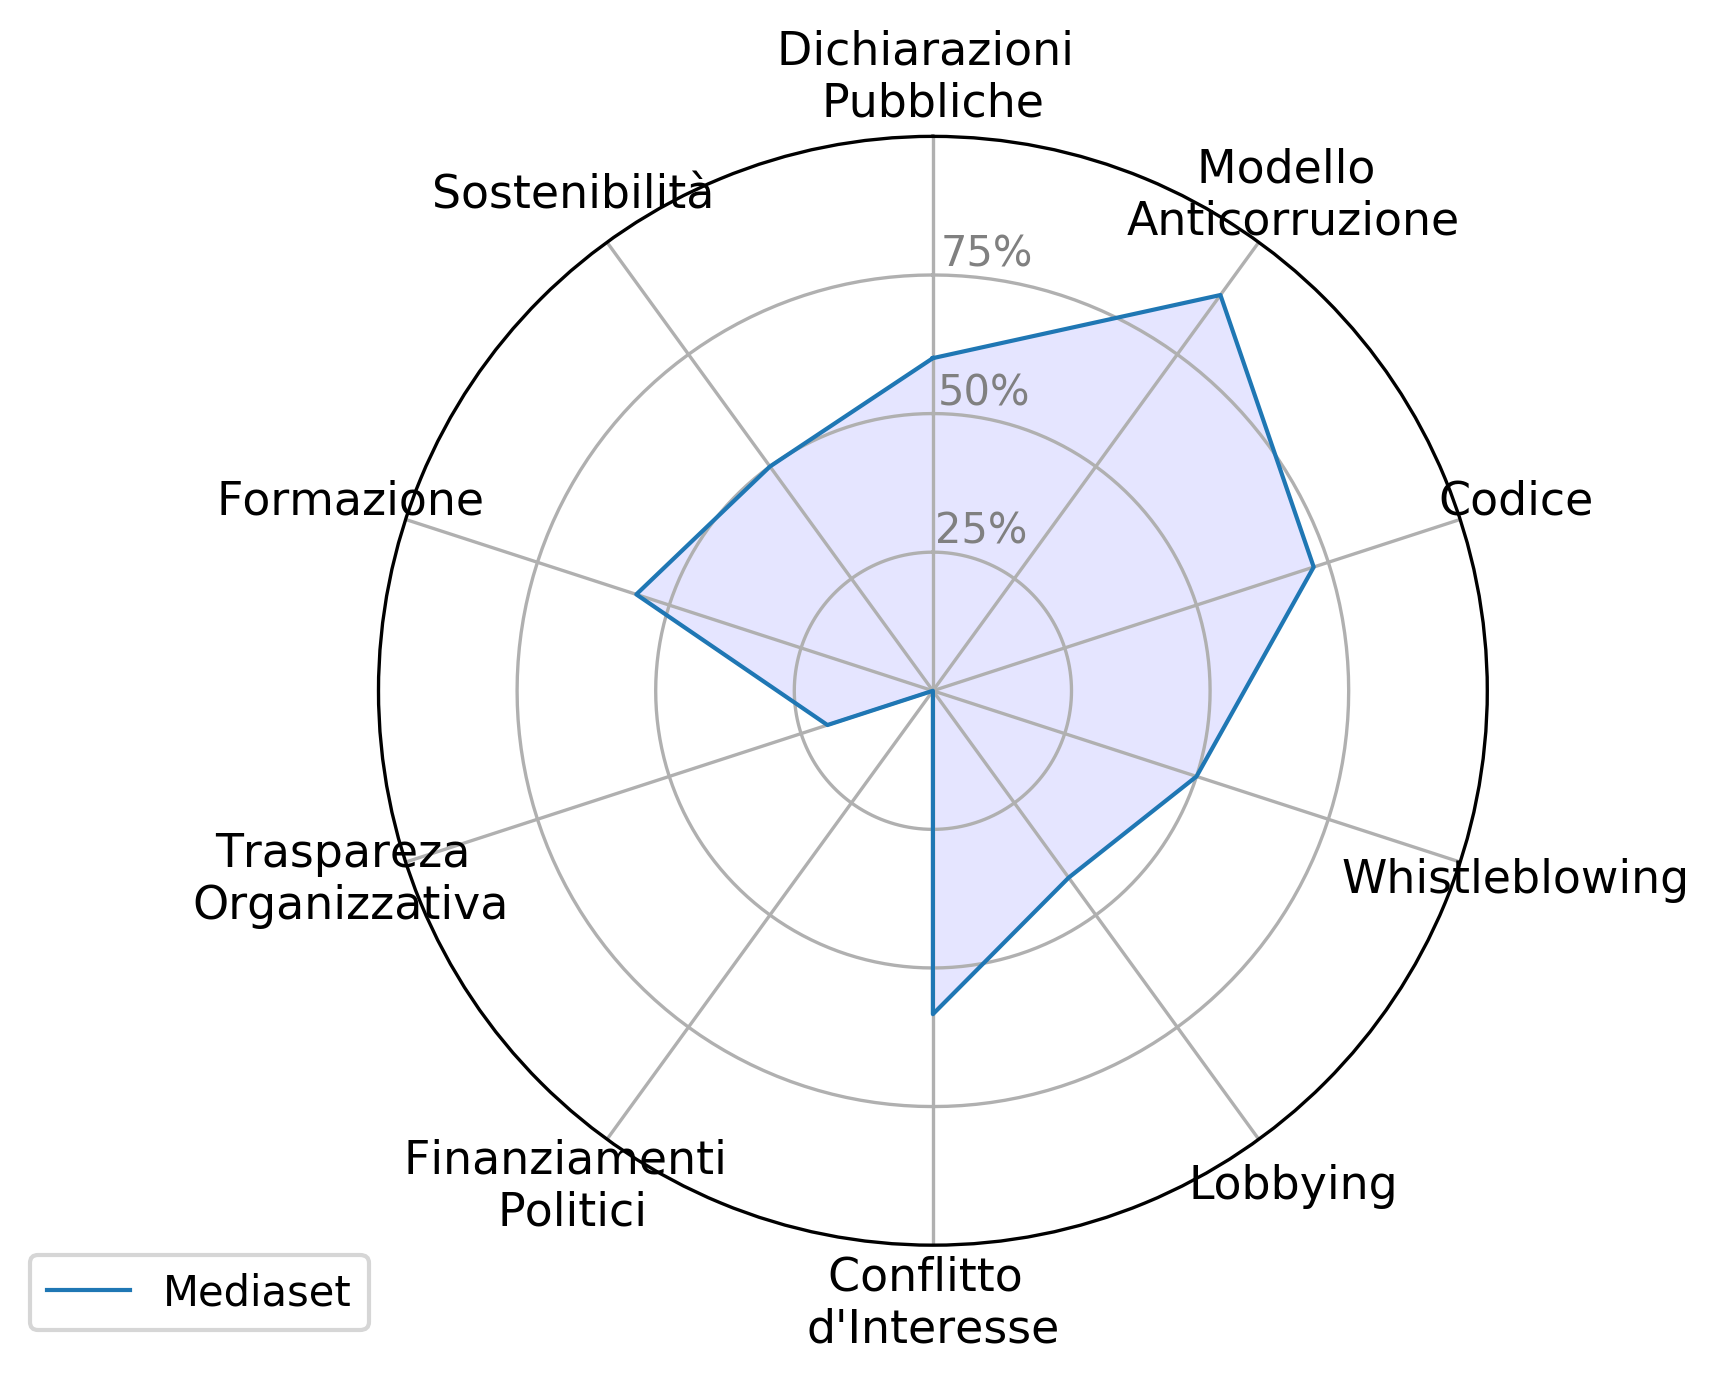 Dichiarazioni
Pubbliche
Modello
Anticorruzione
Sostenibilità
75%
50%
Formazione
Codice
25%
Traspareza
Organizzativa
Whistleblowing
Finanziamenti
Politici
Lobbying
Conflitto
d'Interesse
Mediaset